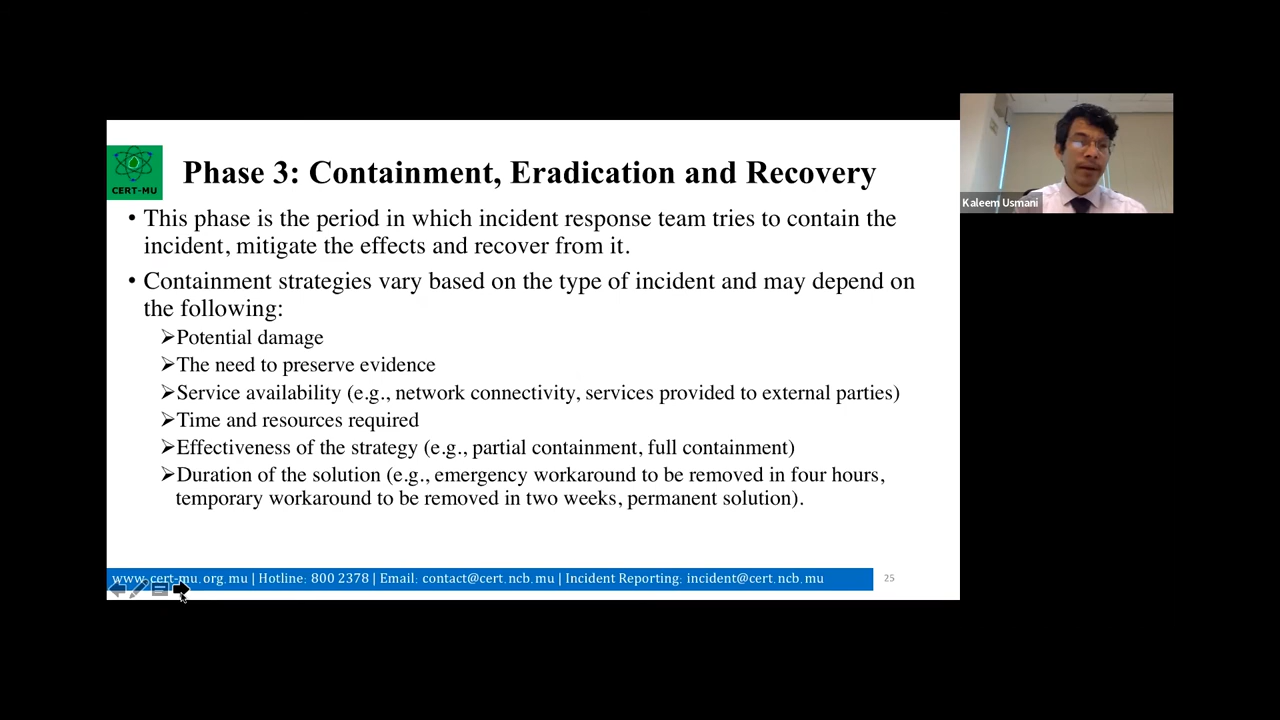 CERT-MU
Phase 3: Containment, Eradication and Recovery
• This phase is the period in which incident response team tries to contain the
incident, mitigate the effects and recover from it.
• Containment strategies vary based on the type of incident and may depend on
the following:
➢Potential damage
➢The need to preserve evidence
➢Service availability (e.g., network connectivity, services provided to external parties)
➢Time and resources required
➢Effectiveness of the strategy (e.g., partial containment, full containment)
➢Duration of the solution (e.g., emergency workaround to be removed in four hours,
temporary workaround to be removed in two weeks, permanent solution).
www.cert-mu.org.mu | Hotline: 800 2378 | Email: contact@cert.ncb.mu | Incident Reporting: incident@cert.ncb.mu
25
Kaleem Usmani